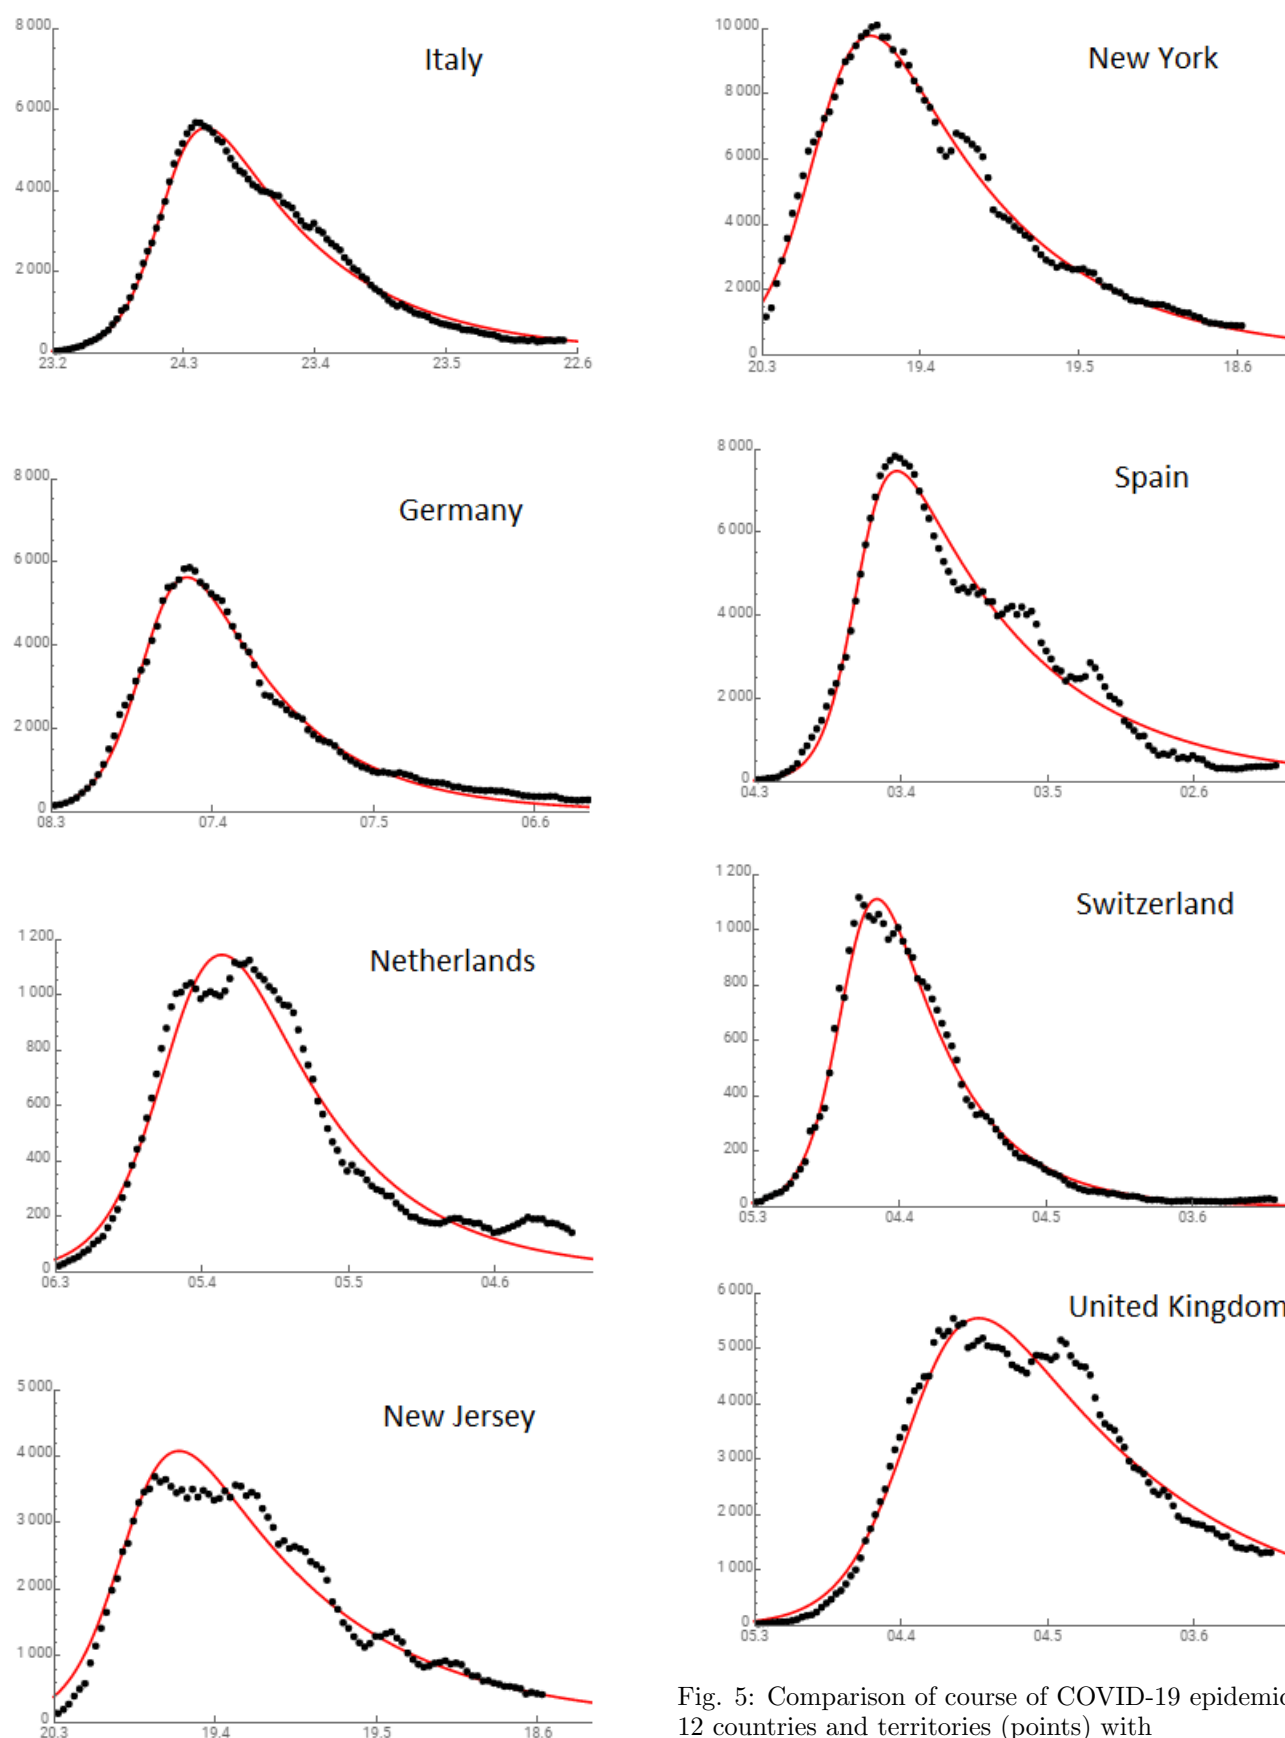 Italy
8 000
6 000
4 000
2 000
0
23.2 24.3 23.4 23.5 22.6
New York
10 000
8 000
6 000
4 000
2 000
0
20.3 19.4 19.5 18.6
Germany
8 000
6 000
4 000
2 000
0
08.3 07.4 07.5 06.6
Spain
8 000
6 000
4 000
2 000
0
04.3 03.4 03.5 02.6
Netherlands
1 200
1 000
800
600
400
200
0
06.3 05.4 05.5 04.6
Switzerland
1 200
1 000
800
600
400
200
0
05.3 04.4 04.5 03.6
New Jersey
5 000
4 000
3 000
2 000
1 000
0
20.3 19.4 19.5 18.6
United Kingdom
6 000
5 000
4 000
3 000
2 000
1 000
0
05.3 04.4 04.5 03.6
Fig. 5: Comparison of course of COVID-19 epidemic
12 countries and territories (points) with